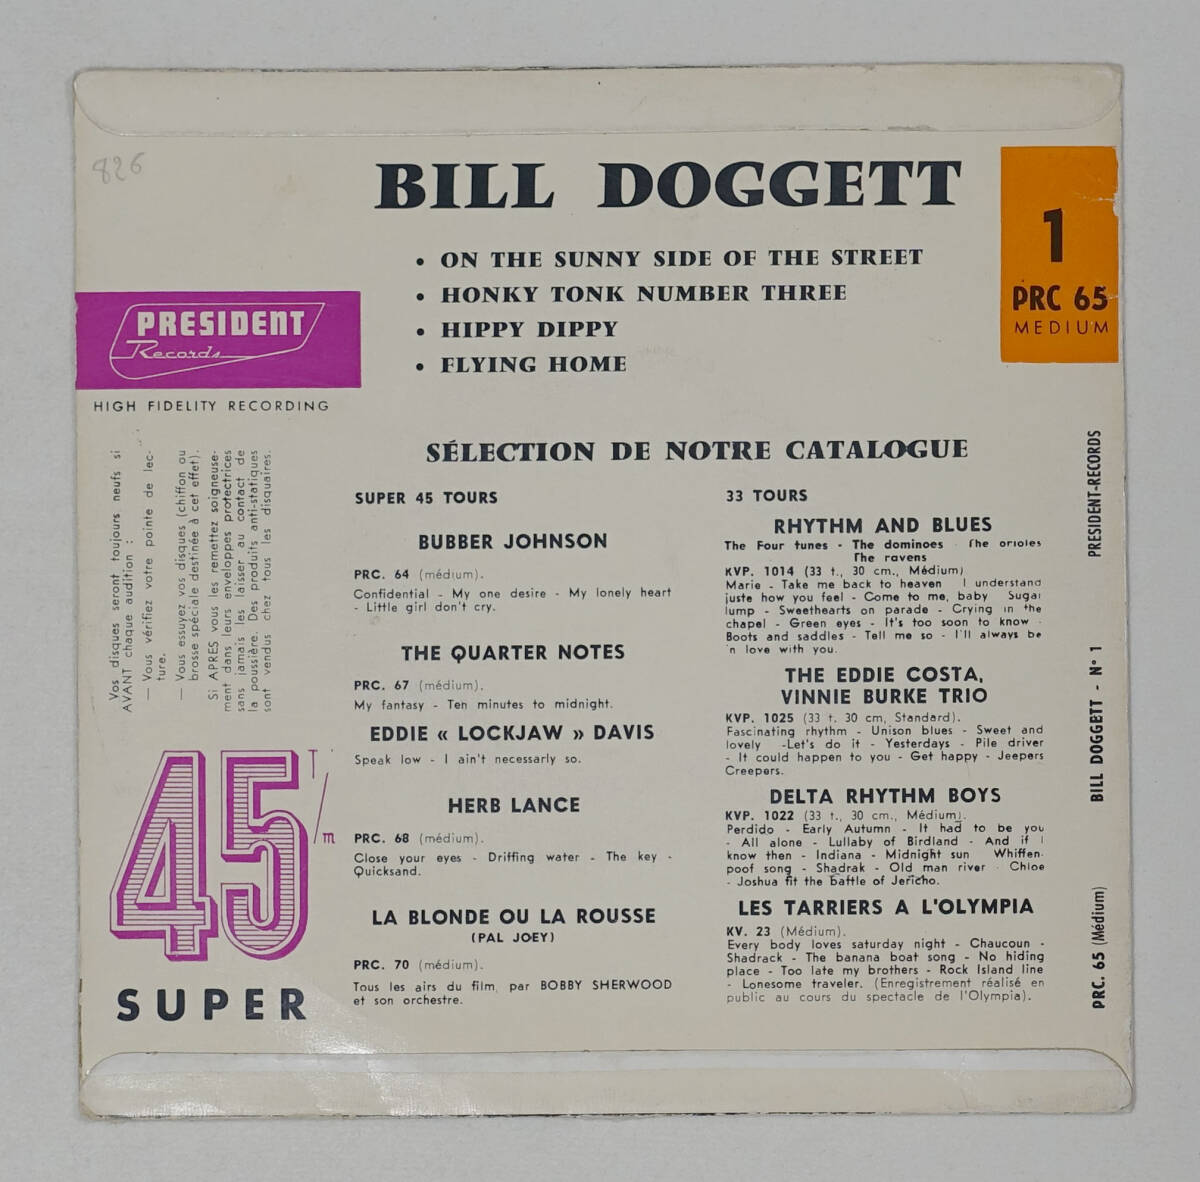 826
BILL DOGGETT
• ON THE SUNNY SIDE OF THE STREET
• HONKY TONK NUMBER THREE
• HIPPY DIPPY
• FLYING HOME
1
PRC 65
MEDIUM
PRESIDENT
Records
HIGH FIDELITY RECORDING
Vos disques seront toujours neufs si
AVANT chaque audition :
— Vous vérifiez votre pointe de lec-
ture.
— Vous essuyez vos disques (chiffon ou
brosse spéciale destinée à cet effet).
Si APRES vous les remettez soigneuse-
ment dans leurs enveloppes protectrices
sans jamais les laisser au contact de
la poussière. Des produits anti-statiques
sont vendus chez tous les disquaires.
45 T/m
SUPER
SÉLECTION DE NOTRE CATALOGUE
SUPER 45 TOURS
BUBBER JOHNSON
PRC. 64 (médium).
Confidential - My one desire - My lonely heart
- Little girl don't cry.
THE QUARTER NOTES
PRC. 67 (médium).
My fantasy - Ten minutes to midnight.
EDDIE « LOCKJAW » DAVIS
Speak low - I ain't necessarly so.
HERB LANCE
PRC. 68 (médium).
Close your eyes - Driffing water - The key -
Quicksand.
LA BLONDE OU LA ROUSSE
(PAL JOEY)
PRC. 70 (médium).
Tous les airs du film, par BOBBY SHERWOOD
et son orchestre.
33 TOURS
RHYTHM AND BLUES
The Four tunes - The dominoes - The orioles
The ravens
KVP. 1014 (33 t., 30 cm., Médium)
Marie - Take me back to heaven I understand
juste how you feel - Come to me, baby Sugar
lump - Sweethearts on parade - Crying in the
chapel - Green eyes - It's too soon to know -
Boots and saddles - Tell me so - I'll always be
'n love with you.
THE EDDIE COSTA,
VINNIE BURKE TRIO
KVP. 1025 (33 t. 30 cm, Standard).
Fascinating rhythm - Unison blues - Sweet and
lovely -Let's do it - Yesterdays - Pile driver
- It could happen to you - Get happy - Jeepers
Creepers.
DELTA RHYTHM BOYS
KVP. 1022 (33 t., 30 cm., Médium).
Perdido - Early Autumn - It had to be you
- All alone - Lullaby of Birdland - And if I
know then - Indiana - Midnight sun Whiffen-
poof song - Shadrak - Old man river - Chloe
- Joshua fit the battle of Jericho.
LES TARRIERS A L'OLYMPIA
KV. 23 (Médium).
Every body loves saturday night - Chaucoun -
Shadrack - The banana boat song - No hiding
place - Too late my brothers - Rock Island line
- Lonesome traveler. (Enregistrement réalisé en
public au cours du spectacle de l'Olympia).
PRC. 65 (Médium) BILL DOGGETT - N° 1 PRESIDENT-RECORDS